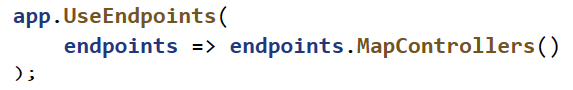 app.UseEndpoints(
    endpoints => endpoints.MapControllers()
);